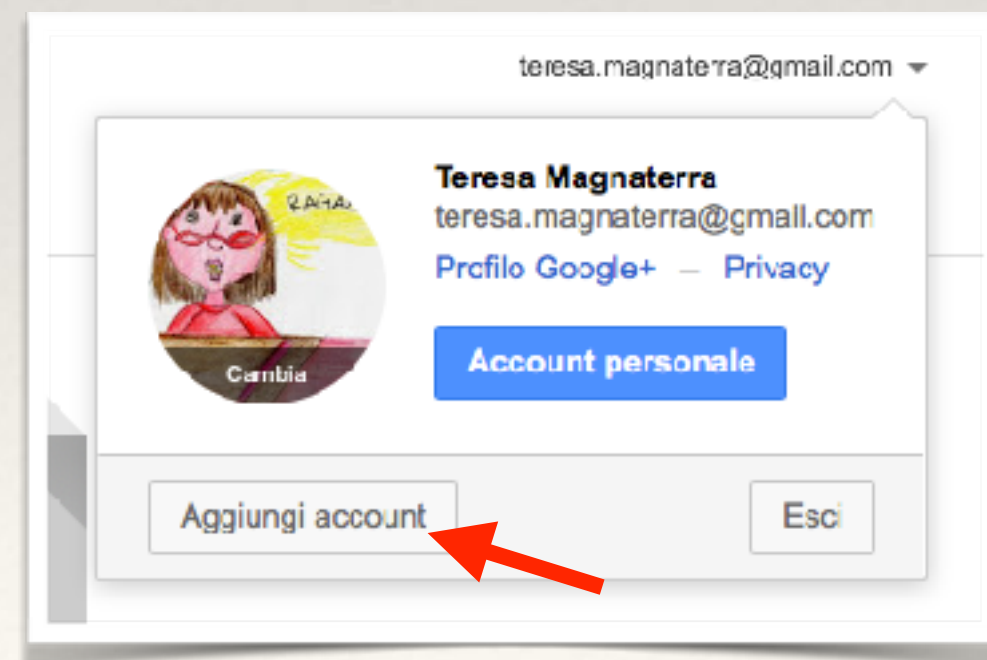 teresa.magnaterra@gmail.com
Teresa Magnaterra
teresa.magnaterra@gmail.com
Profilo Google+ – Privacy
Account personale
Cambia
Aggiungi account
Esci